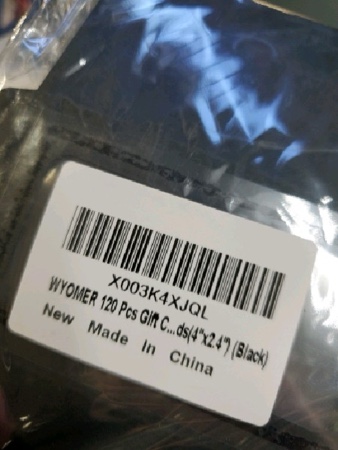 X003K4XJQL
WYOMER 120 Pcs Gift C...ds(4"x2.4") (Black)
New Made In China